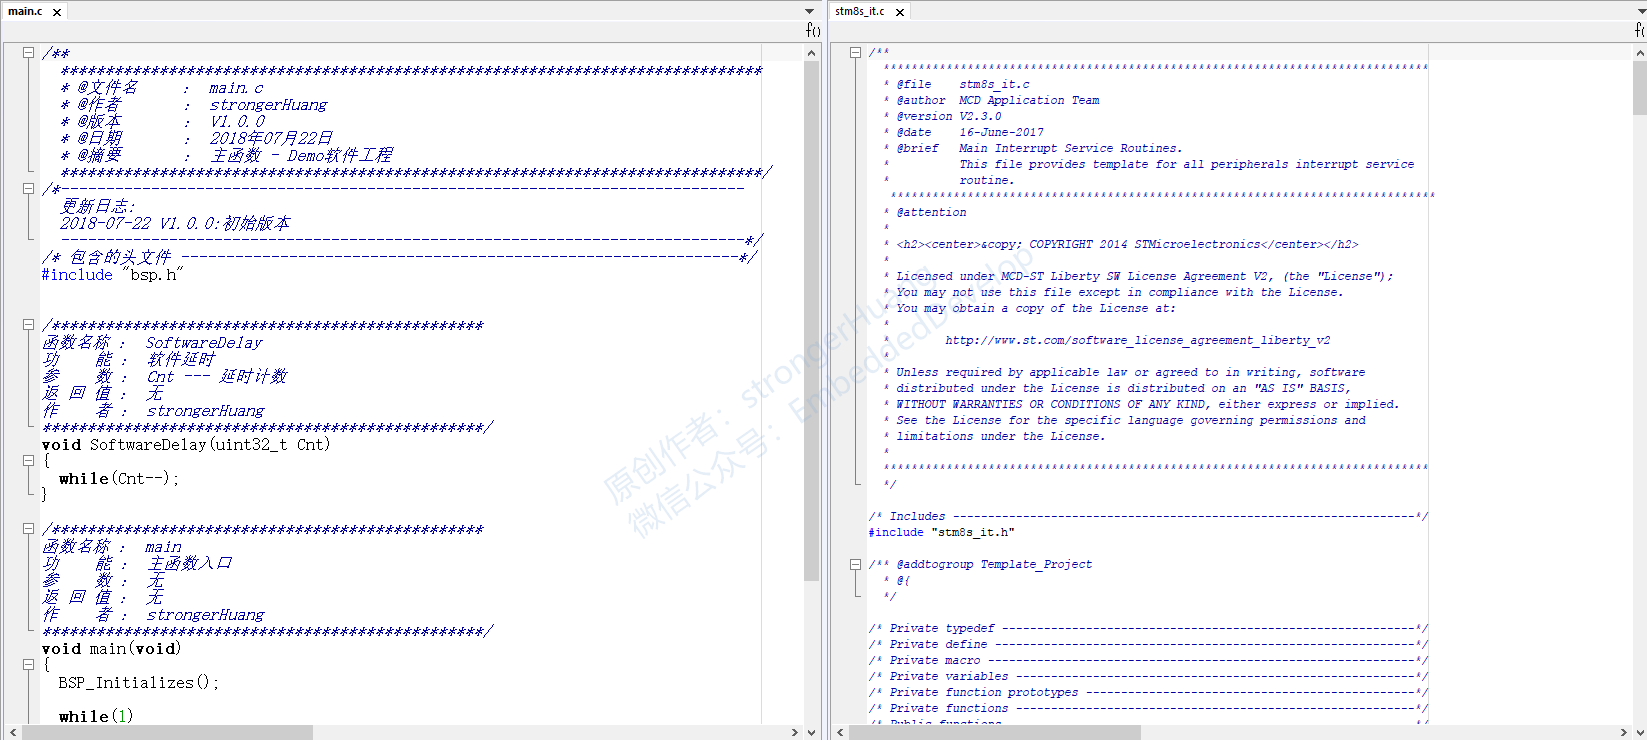 main.c
/**
******************************************************************************
* @文件名 : main.c
* @作者 : strongerHuang
* @版本 : V1.0.0
* @日期 : 2018年07月22日
* @摘要 : 主函数 - Demo软件工程
******************************************************************************/
/*----------------------------------------------------------------------------
更新日志:
2018-07-22 V1.0.0:初始版本
----------------------------------------------------------------------------*/
/* 包含的头文件 --------------------------------------------------------------*/
#include "bsp.h"
/************************************************
函数名称 : SoftwareDelay
功 能 : 软件延时
参 数 : Cnt --- 延时计数
返 回 值 : 无
作 者 : strongerHuang
*************************************************/
void SoftwareDelay(uint32_t Cnt)
{
while(Cnt--);
}
/************************************************
函数名称 : main
功 能 : 主函数入口
参 数 : 无
返 回 值 : 无
作 者 : strongerHuang
*************************************************/
void main(void)
{
BSP_Initializes();
while(1)
stm8s_it.c
/**
******************************************************************************
* @file stm8s_it.c
* @author MCD Application Team
* @version V2.3.0
* @date 16-June-2017
* @brief Main Interrupt Service Routines.
* This file provides template for all peripherals interrupt service
* routine.
******************************************************************************
* @attention
*
* <h2><center>&copy; COPYRIGHT 2014 STMicroelectronics</center></h2>
*
* Licensed under MCD-ST Liberty SW License Agreement V2, (the "License");
* You may not use this file except in compliance with the License.
* You may obtain a copy of the License at:
*
* http://www.st.com/software_license_agreement_liberty_v2
*
* Unless required by applicable law or agreed to in writing, software
* distributed under the License is distributed on an "AS IS" BASIS,
* WITHOUT WARRANTIES OR CONDITIONS OF ANY KIND, either express or implied.
* See the License for the specific language governing permissions and
* limitations under the License.
*
******************************************************************************
*/
/* Includes ------------------------------------------------------------------*/
#include "stm8s_it.h"
/** @addtogroup Template_Project
* @{
*/
/* Private typedef -----------------------------------------------------------*/
/* Private define ------------------------------------------------------------*/
/* Private macro -------------------------------------------------------------*/
/* Private variables ---------------------------------------------------------*/
/* Private function prototypes -----------------------------------------------*/
/* Private functions ---------------------------------------------------------*/
/* Public functions ----------------------------------------------------------*/
原创作者: strongerHuang
微信公众号: EmbeddedDevelop